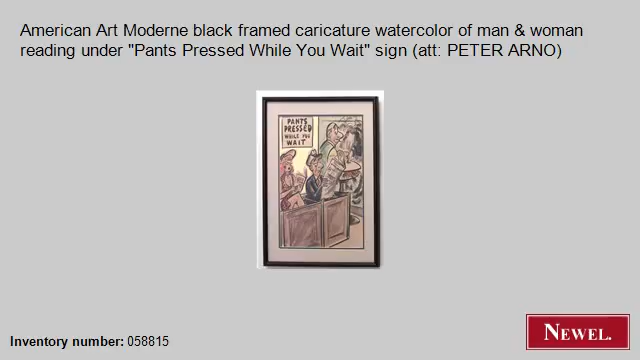 American Art Moderne black framed caricature watercolor of man & woman
reading under "Pants Pressed While You Wait" sign (att: PETER ARNO)
PANTS
PRESSED
WHILE YOU
WAIT
Inventory number: 058815
NEWEL.